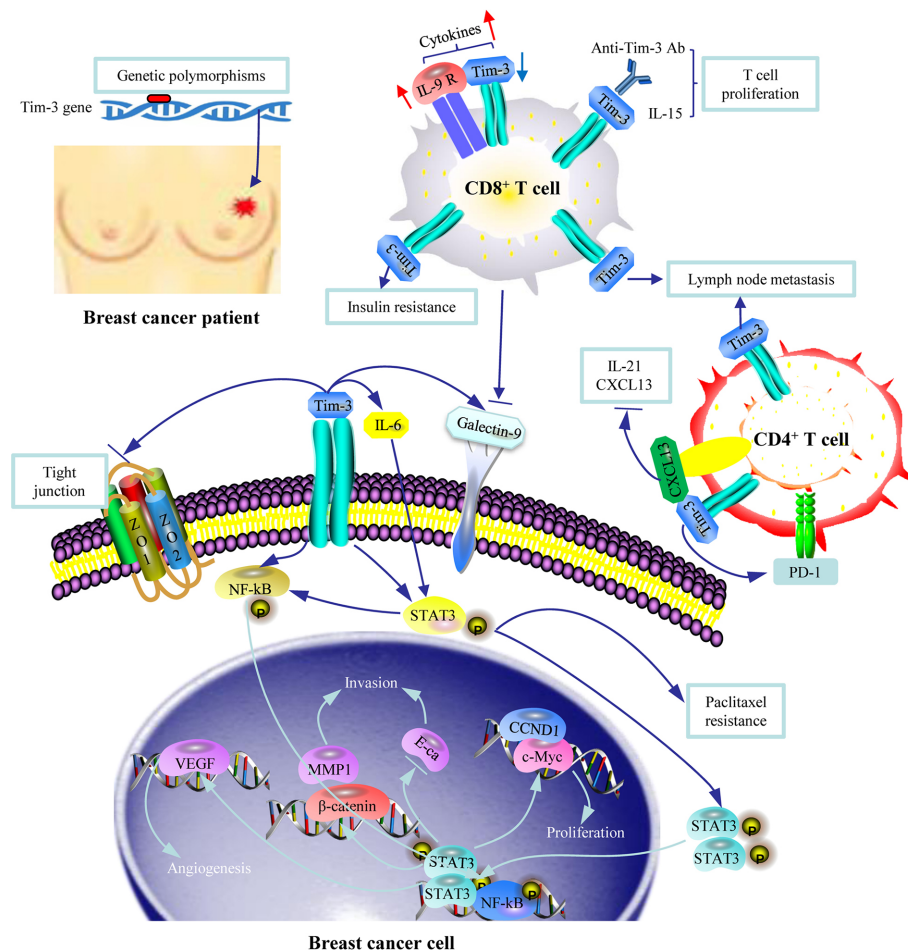 Genetic polymorphisms
Tim-3 gene
Breast cancer patient
Cytokines
IL-9 R
Tim-3
Anti-Tim-3 Ab
Tim-3
IL-15
T cell
proliferation
CD8⁺ T cell
Tim-3
Insulin resistance
Tim-3
Lymph node metastasis
Tim-3
IL-21
CXCL13
CD4⁺ T cell
CXCL13
Tim-3
PD-1
Tim-3
IL-6
Galectin-9
Tight
junction
ZO1
ZO2
NF-kB
P
STAT3
P
Paclitaxel
resistance
Invasion
VEGF
MMP1
E-ca
CCND1
c-Myc
β-catenin
Proliferation
Angiogenesis
P
STAT3
STAT3
P
NF-kB
P
STAT3
P
STAT3
P
Breast cancer cell